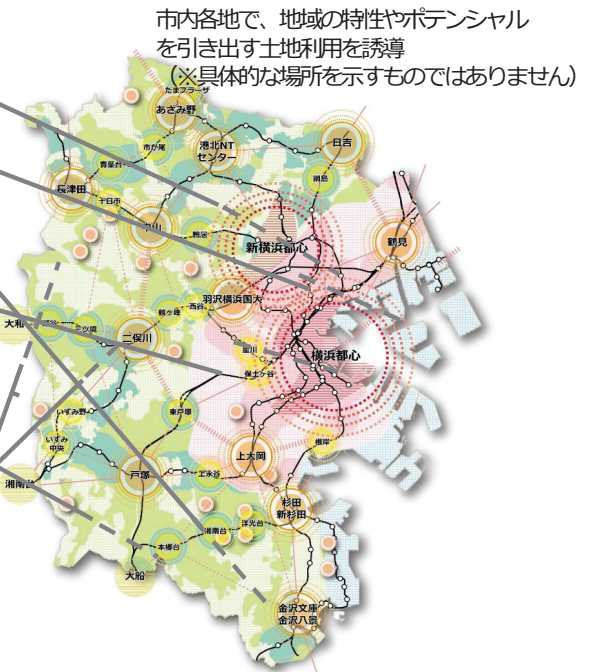 市内各地で、地域の特性やポテンシャル
を引き出す土地利用を誘導
(※具体的な場所を示すものではありません)
たまプラーザ
あざみ野
港北NT
センター
日吉
市が尾
青葉台
綱島
長津田
十日市
中山
鴨居
新横浜都心
鶴見
羽沢横浜国大
大和
三ツ境
鶴ヶ峰
西谷
二俣川
星川
横浜都心
保土ヶ谷
いずみ野
東戸塚
いずみ
中央
上大岡
根岸
湘南台
戸塚
上永谷
杉田
新杉田
洋光台
湘南台
本郷台
大船
金沢文庫
金沢八景